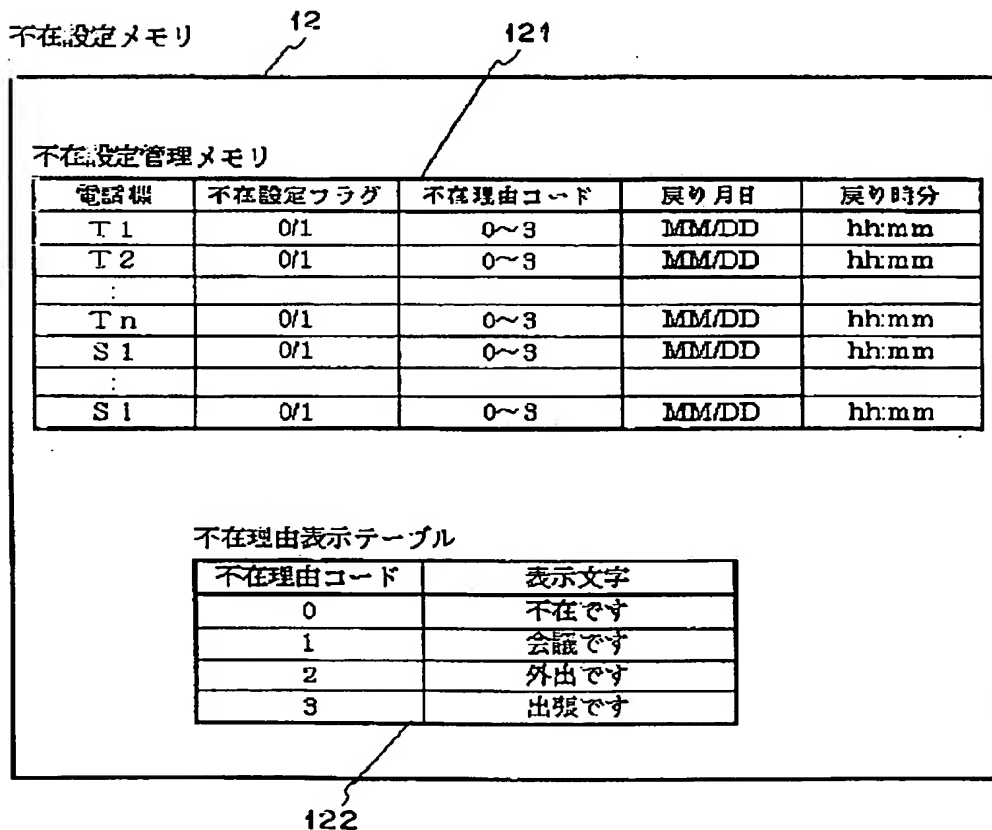 不在設定メモリ 12 121
不在設定管理メモリ
電話機 不在設定フラグ 不在理由コード 戻り月日 戻り時分
T1 0/1 0~3 MM/DD hh:mm
T2 0/1 0~3 MM/DD hh:mm
:
Tn 0/1 0~3 MM/DD hh:mm
S1 0/1 0~3 MM/DD hh:mm
:
S1 0/1 0~3 MM/DD hh:mm
不在理由表示テーブル
不在理由コード 表示文字
0 不在です
1 会議です
2 外出です
3 出張です
122